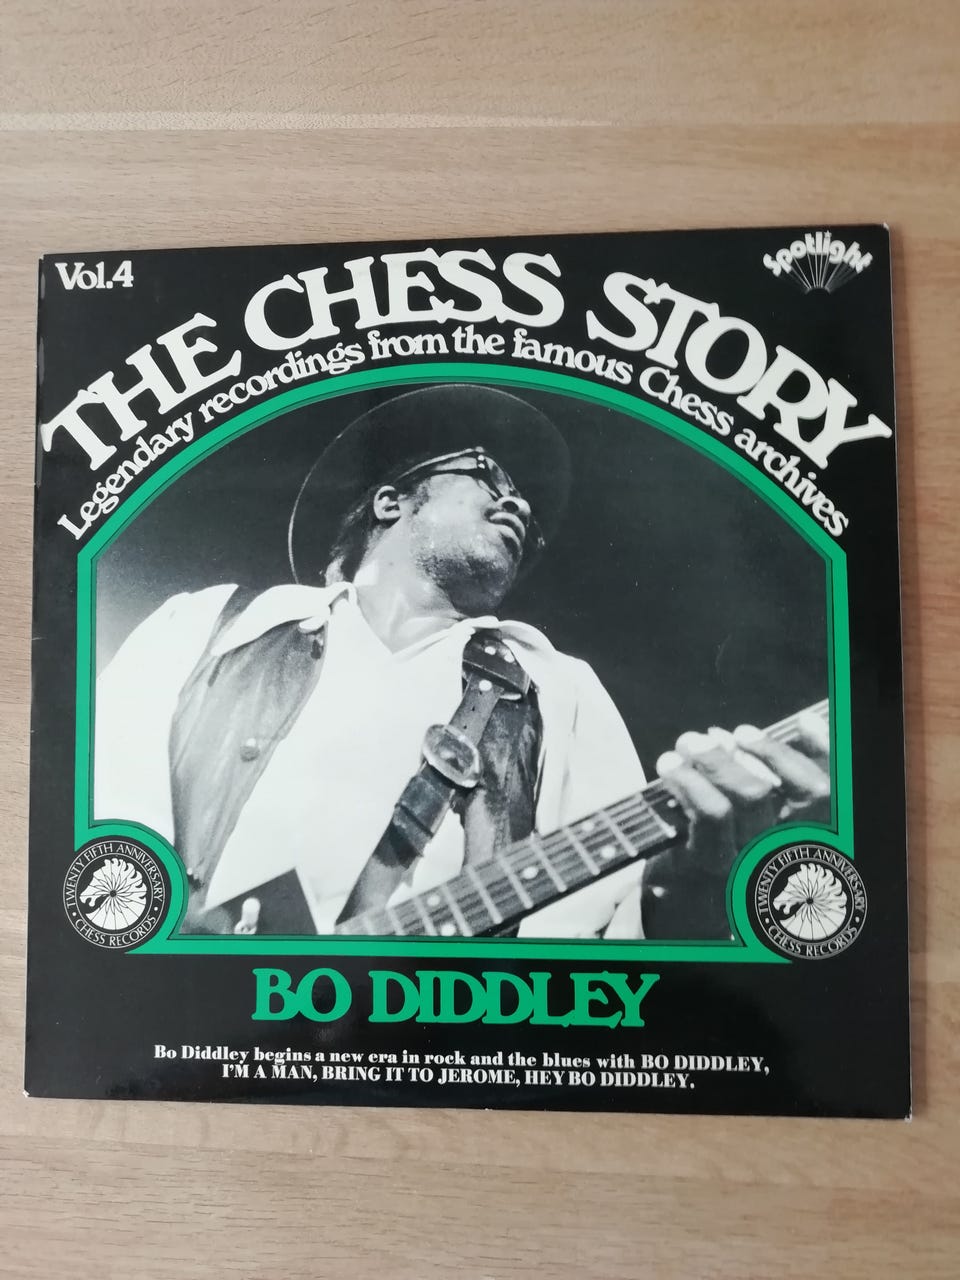 Vol.4
Spotlight
THE CHESS STORY
Legendary recordings from the famous Chess archives
TWENTY FIFTH ANNIVERSARY • CHESS RECORDS •
TWENTY FIFTH ANNIVERSARY • CHESS RECORDS •
BO DIDDLEY
Bo Diddley begins a new era in rock and the blues with BO DIDDLEY,
I'M A MAN, BRING IT TO JEROME, HEY BO DIDDLEY.